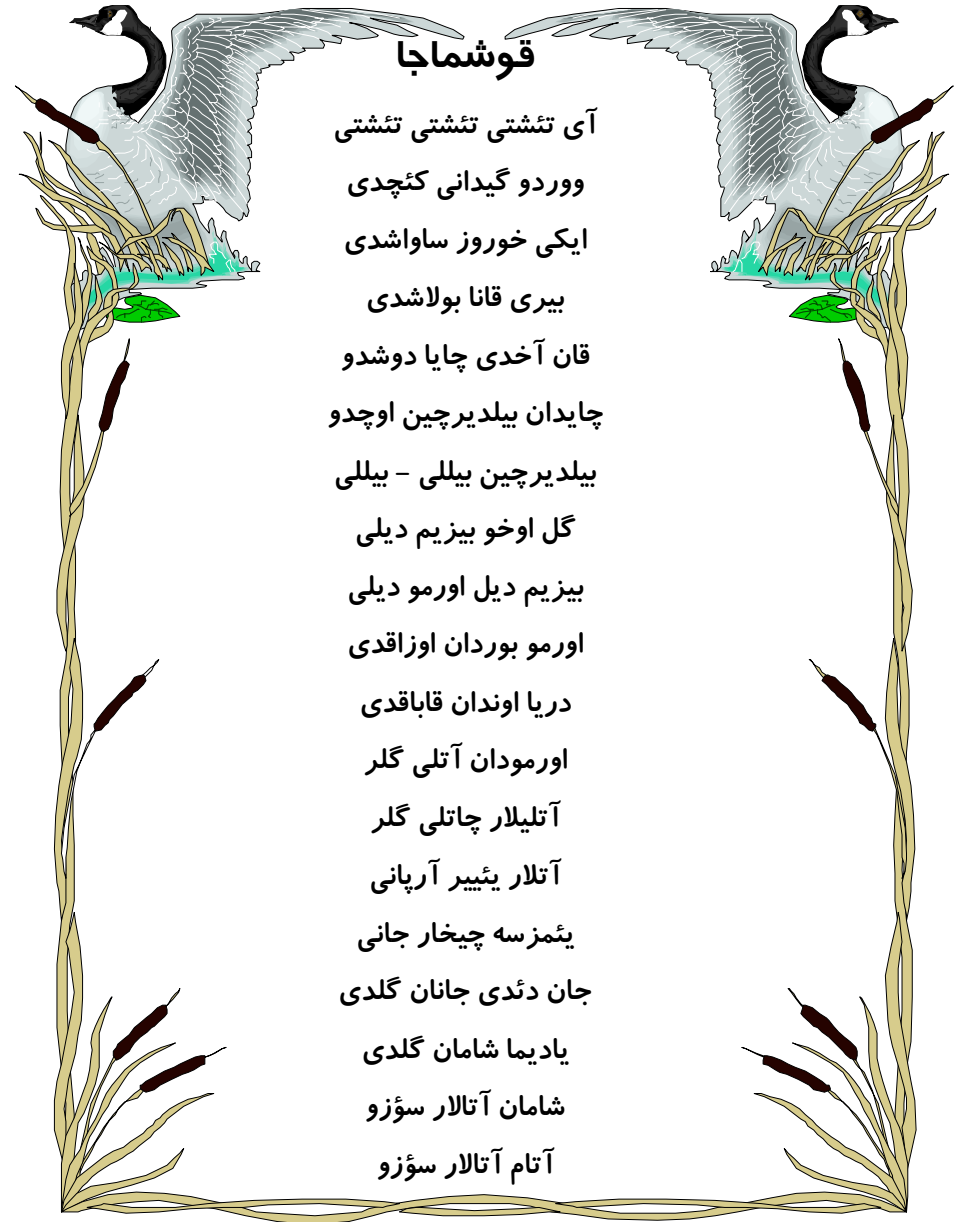 قوشماجا
آی تئشتی تئشتی تئشتی
ووردو گیدانی کئچدی
ایکی خوروز ساواشدی
بیری قانا بولاشدی
قان آخدی چایا دوشدو
چایدان بیلدیرچین اوچدو
بیلدیرچین بیللی – بیللی
گل اوخو بیزیم دیلی
بیزیم دیل اورمو دیلی
اورمو بوردان اوزاقدی
دریا اوندان قاباقدی
اورمودان آتلی گلر
آتلیلار چاتلی گلر
آتلار یئییر آرپانی
یئمزسه چیخار جانی
جان دئدی جانان گلدی
یادیما شامان گلدی
شامان آتالار سؤزو
آتام آتالار سؤزو